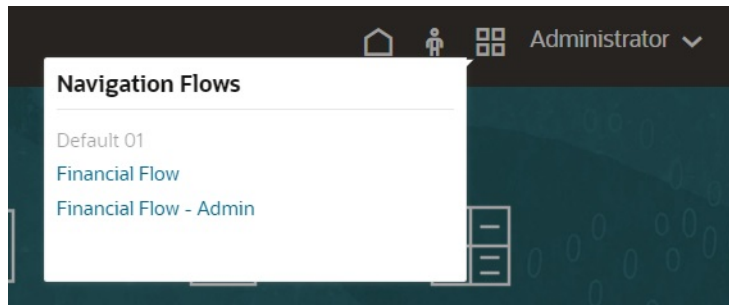 Administrator
Navigation Flows
Default 01
Financial Flow
Financial Flow - Admin